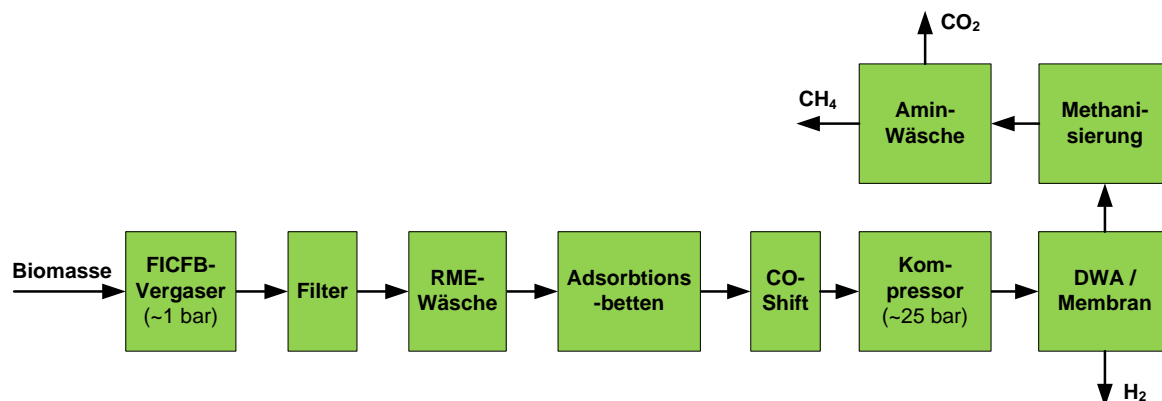 CO₂
CH₄
Amin-
Wäsche
Methani-
sierung
Biomasse
FICFB-
Vergaser
(~1 bar)
Filter
RME-
Wäsche
Adsorbtions
-betten
CO-
Shift
Kom-
pressor
(~25 bar)
DWA /
Membran
H₂